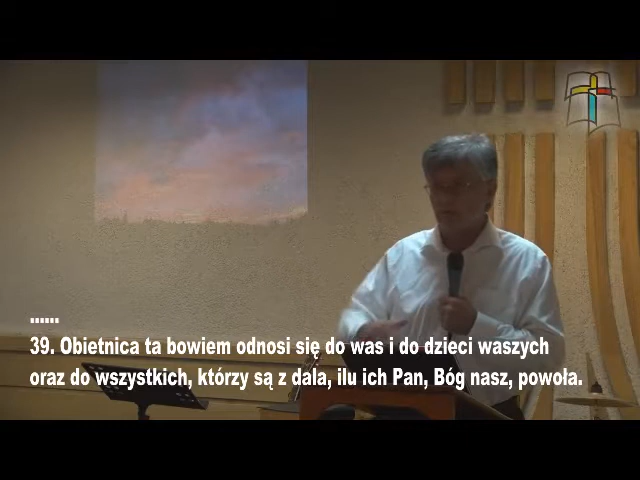 ......
39. Obietnica ta bowiem odnosi się do was i do dzieci waszych
oraz do wszystkich, którzy są z dala, ilu ich Pan, Bóg nasz, powoła.